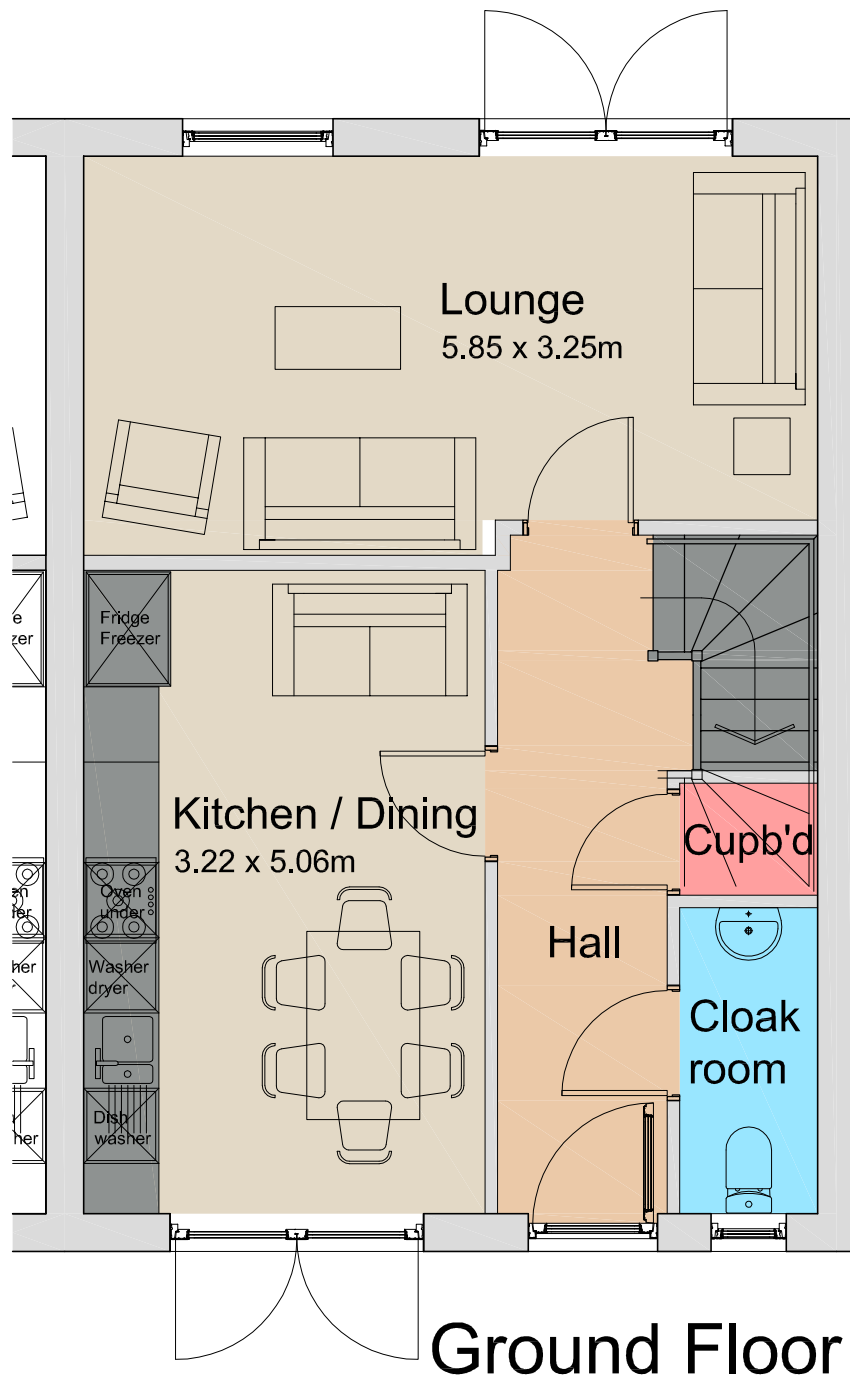 Lounge
5.85 x 3.25m
Fridge
Freezer
Kitchen / Dining
3.22 x 5.06m
Cupb'd
Oven
under
Hall
Washer
dryer
Cloak
room
Dish
washer
Ground Floor